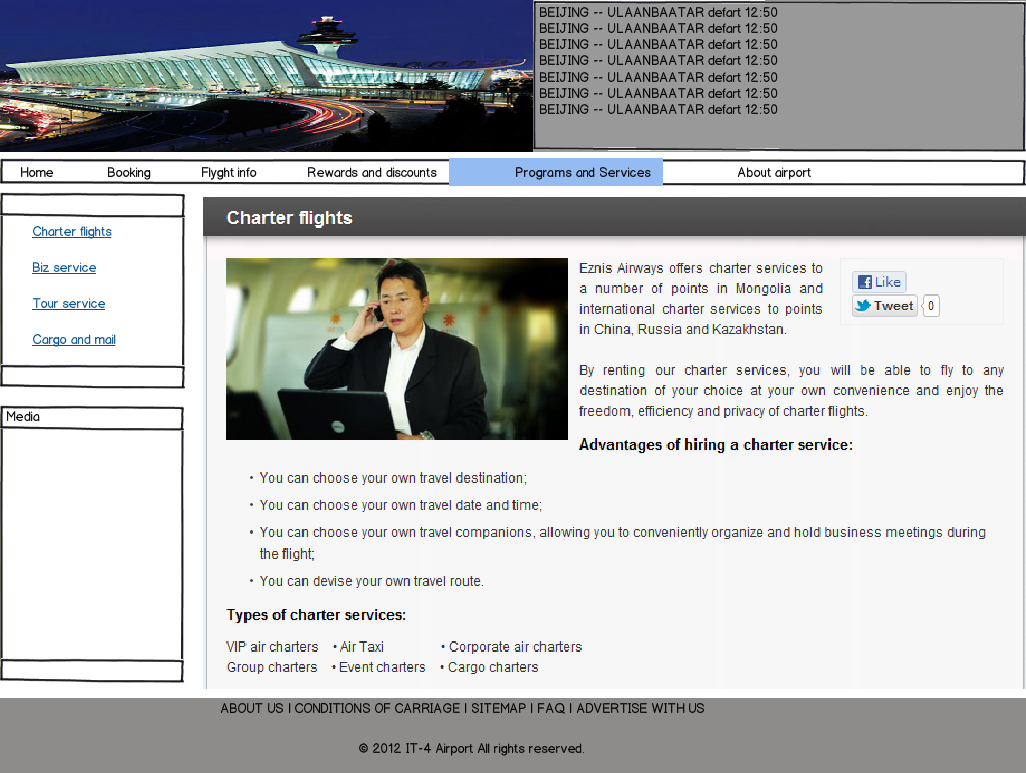 BEIJING -- ULAANBAATAR defart 12:50
BEIJING -- ULAANBAATAR defart 12:50
BEIJING -- ULAANBAATAR defart 12:50
BEIJING -- ULAANBAATAR defart 12:50
BEIJING -- ULAANBAATAR defart 12:50
BEIJING -- ULAANBAATAR defart 12:50
BEIJING -- ULAANBAATAR defart 12:50
Home Booking Flyght info Rewards and discounts Programs and Services About airport
Charter flights
Biz service
Tour service
Cargo and mail
Media
Charter flights
Eznis Airways offers charter services to
a number of points in Mongolia and
international charter services to points
in China, Russia and Kazakhstan.
Like
Tweet 0
By renting our charter services, you will be able to fly to any
destination of your choice at your own convenience and enjoy the
freedom, efficiency and privacy of charter flights.
Advantages of hiring a charter service:
• You can choose your own travel destination;
• You can choose your own travel date and time;
• You can choose your own travel companions, allowing you to conveniently organize and hold business meetings during
the flight;
• You can devise your own travel route.
Types of charter services:
VIP air charters • Air Taxi • Corporate air charters
Group charters • Event charters • Cargo charters
ABOUT US | CONDITIONS OF CARRIAGE | SITEMAP | FAQ | ADVERTISE WITH US
© 2012 IT-4 Airport All rights reserved.